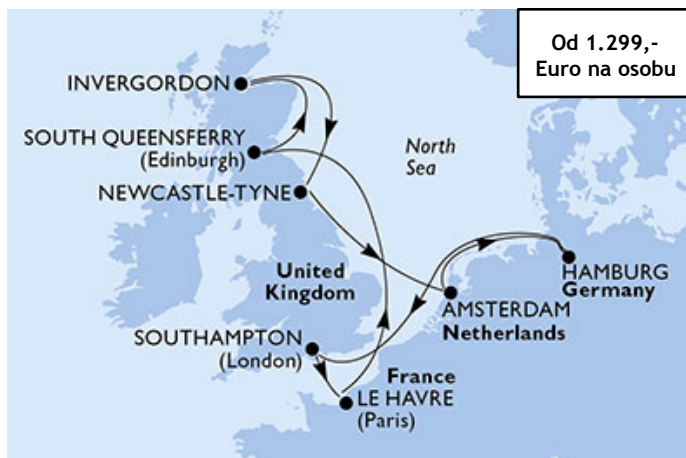 Od 1.299,-
Euro na osobu
INVERGORDON
SOUTH QUEENSFERRY
(Edinburgh)
North
Sea
NEWCASTLE-TYNE
HAMBURG
Germany
United
Kingdom
AMSTERDAM
Netherlands
SOUTHAMPTON
(London)
France
LE HAVRE
(Paris)